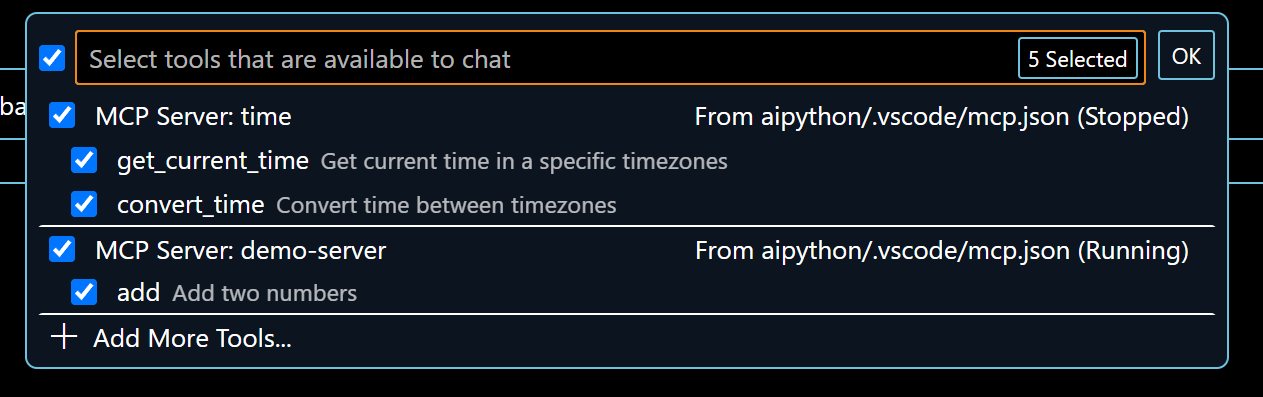 Select tools that are available to chat 5 Selected OK
ba
MCP Server: time From aipython/.vscode/mcp.json (Stopped)
get_current_time Get current time in a specific timezones
convert_time Convert time between timezones
MCP Server: demo-server From aipython/.vscode/mcp.json (Running)
add Add two numbers
Add More Tools...